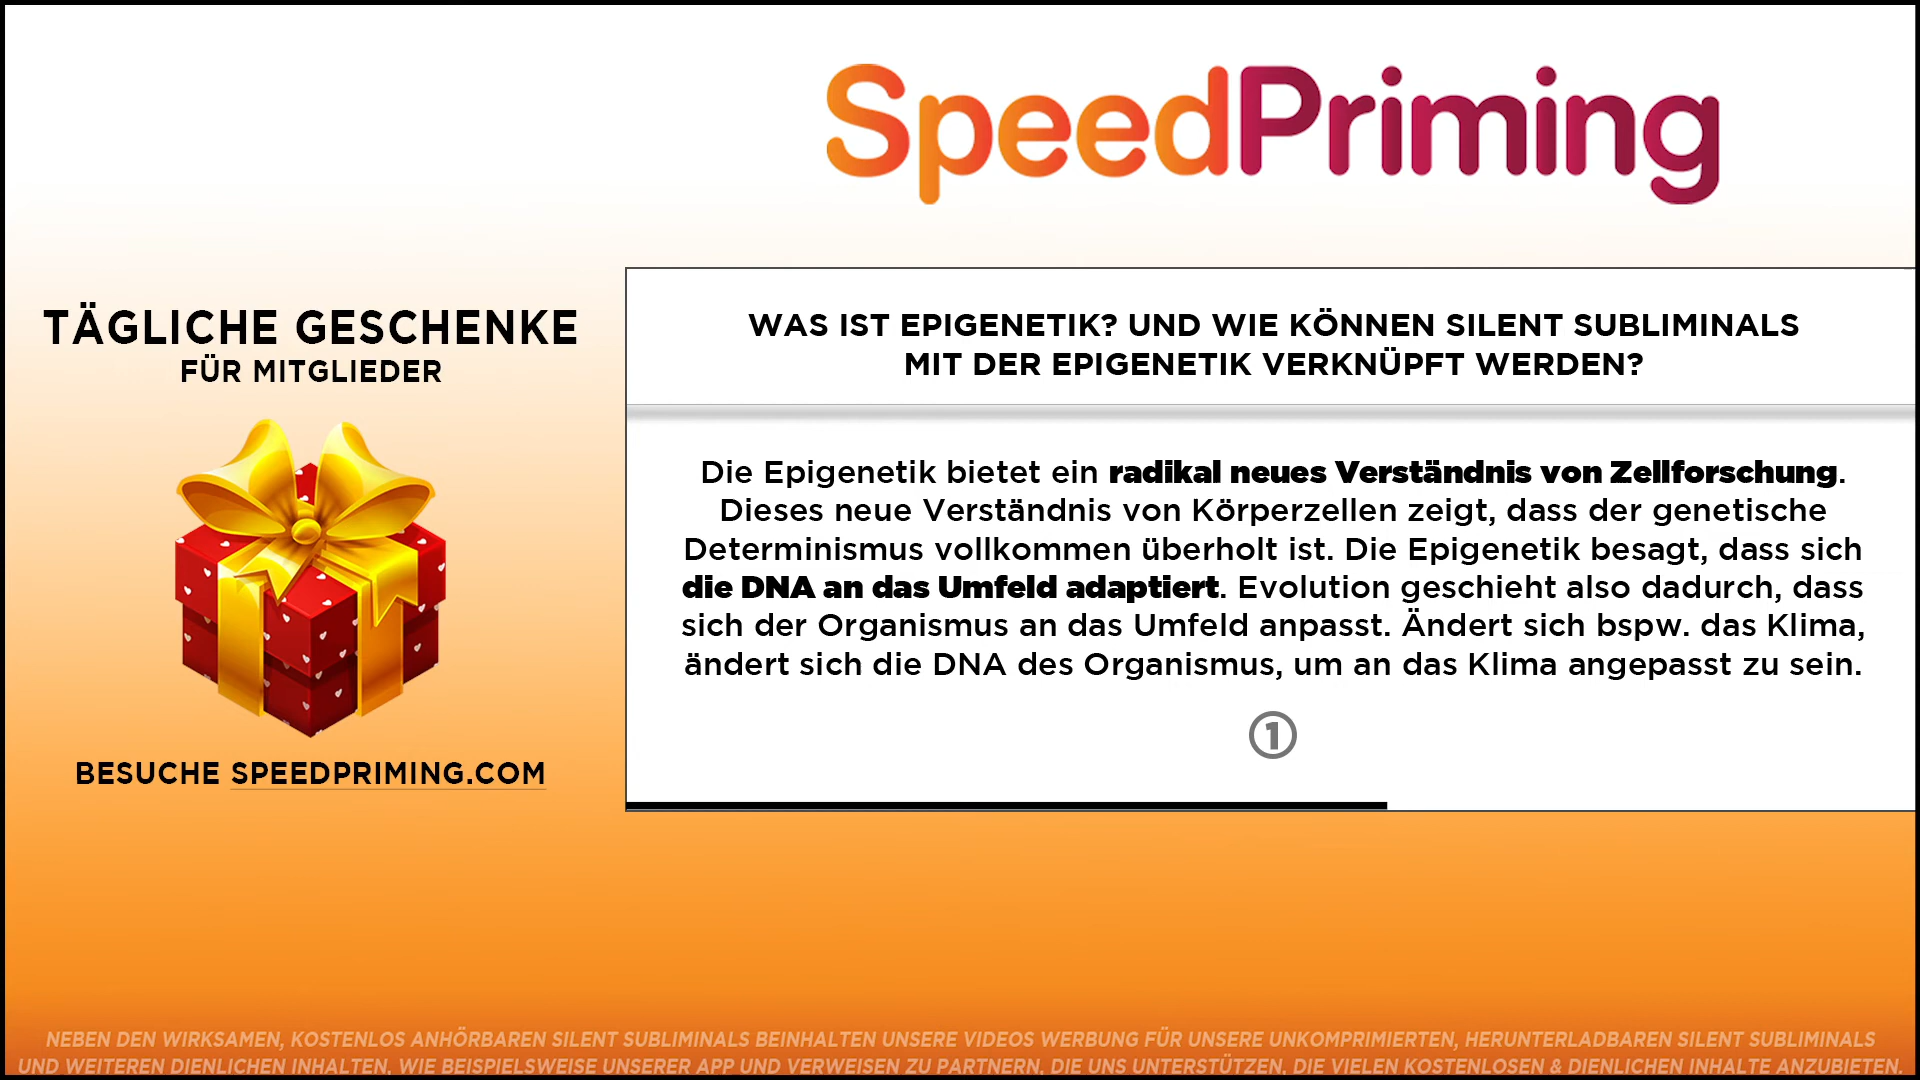 SpeedPriming
TÄGLICHE GESCHENKE
FÜR MITGLIEDER
BESUCHE SPEEDPRIMING.COM
WAS IST EPIGENETIK? UND WIE KÖNNEN SILENT SUBLIMINALS
MIT DER EPIGENETIK VERKNÜPFT WERDEN?
Die Epigenetik bietet ein radikal neues Verständnis von Zellforschung.
Dieses neue Verständnis von Körperzellen zeigt, dass der genetische
Determinismus vollkommen überholt ist. Die Epigenetik besagt, dass sich
die DNA an das Umfeld adaptiert. Evolution geschieht also dadurch, dass
sich der Organismus an das Umfeld anpasst. Ändert sich bspw. das Klima,
ändert sich die DNA des Organismus, um an das Klima angepasst zu sein.
1
NEBEN DEN WIRKSAMEN, KOSTENLOS ANHÖRBAREN SILENT SUBLIMINALS BEINHALTEN UNSERE VIDEOS WERBUNG FÜR UNSERE UNKOMPRIMIERTEN, HERUNTERLADBAREN SILENT SUBLIMINALS
UND WEITEREN DIENLICHEN INHALTEN, WIE BEISPIELSWEISE UNSERER APP UND VERWEISEN ZU PARTNERN, DIE UNS UNTERSTÜTZEN, DIE VIELEN KOSTENLOSEN & DIENLICHEN INHALTE ANZUBIETEN.